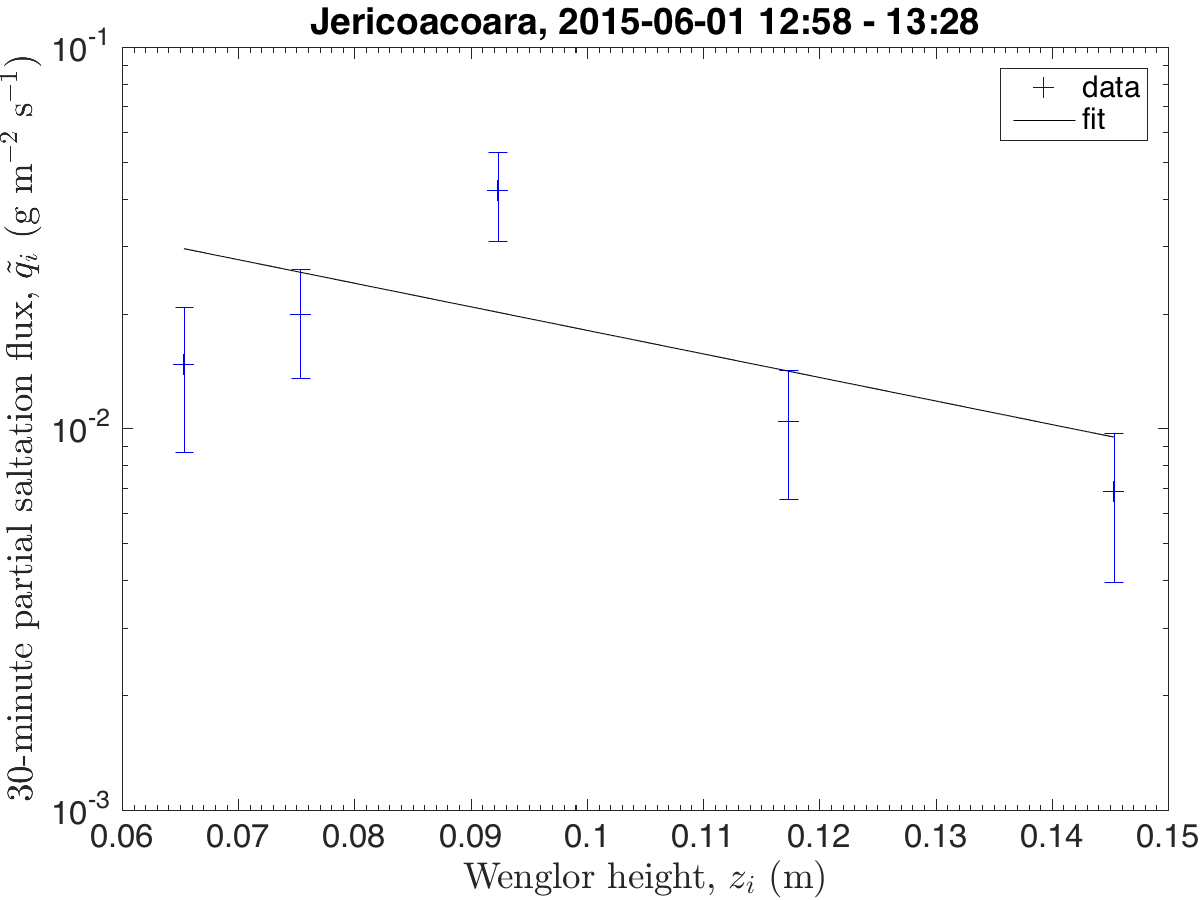 Jericoacoara, 2015-06-01 12:58 - 13:28
30-minute partial saltation flux, q̃ᵢ (g m⁻² s⁻¹)
10⁻¹
10⁻²
10⁻³
data
fit
0.06 0.07 0.08 0.09 0.1 0.11 0.12 0.13 0.14 0.15
Wenglor height, zᵢ (m)